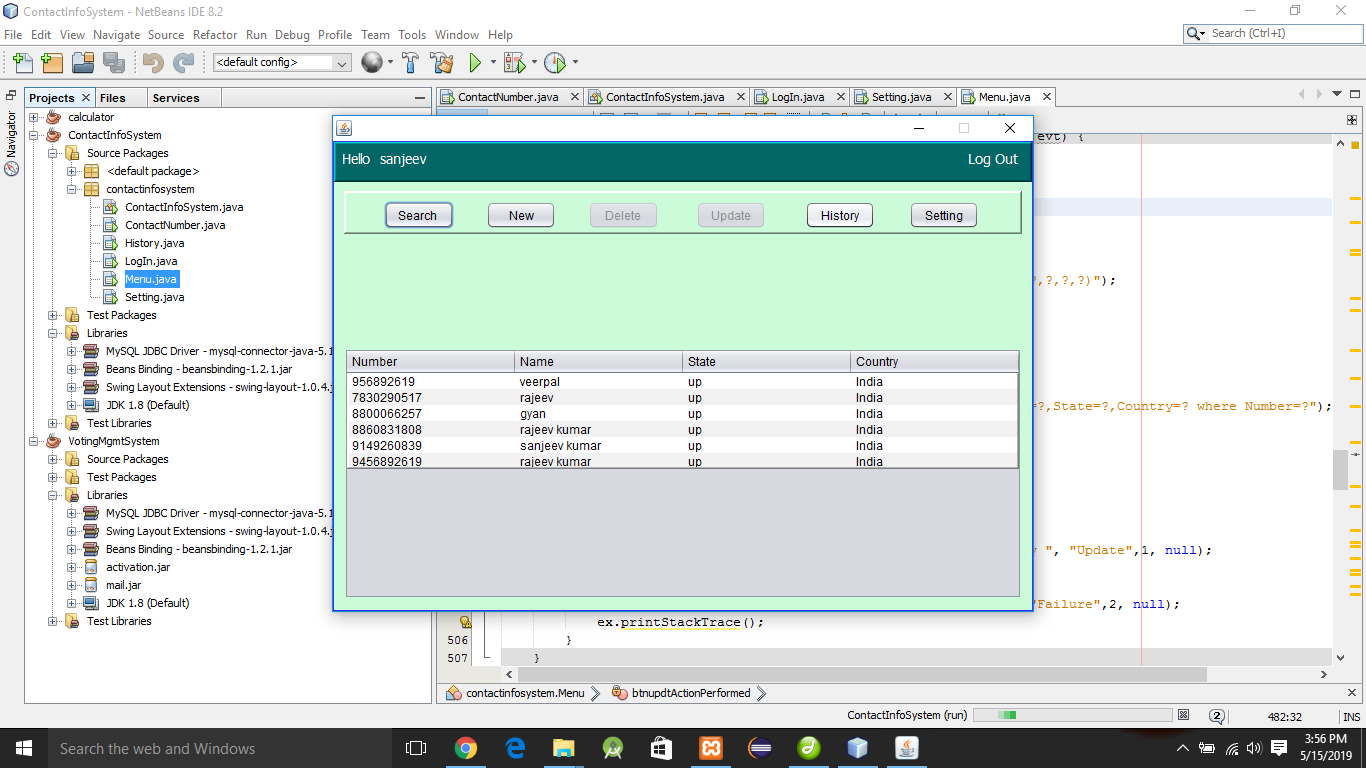 ContactInfoSystem - NetBeans IDE 8.2
File Edit View Navigate Source Refactor Run Debug Profile Team Tools Window Help
Search (Ctrl+I)
<default config>
Projects Files Services
ContactNumber.java ContactInfoSystem.java LogIn.java Setting.java Menu.java
Navigator
calculator
ContactInfoSystem
Source Packages
<default package>
contactinfosystem
ContactInfoSystem.java
ContactNumber.java
History.java
LogIn.java
Menu.java
Setting.java
Test Packages
Libraries
MySQL JDBC Driver - mysql-connector-java-5.1
Beans Binding - beansbinding-1.2.1.jar
Swing Layout Extensions - swing-layout-1.0.4.j
JDK 1.8 (Default)
Test Libraries
VotingMgmtSystem
Source Packages
Test Packages
Libraries
MySQL JDBC Driver - mysql-connector-java-5.1
Swing Layout Extensions - swing-layout-1.0.4.j
Beans Binding - beansbinding-1.2.1.jar
activation.jar
mail.jar
JDK 1.8 (Default)
Test Libraries
Hello sanjeev Log Out
Search New Delete Update History Setting
Number Name State Country
956892619 veerpal up India
7830290517 rajeev up India
8800066257 gyan up India
8860831808 rajeev kumar up India
9149260839 sanjeev kumar up India
9456892619 rajeev kumar up India
evt) {
,?,?,?)");
=?,State=?,Country=? where Number=?");
", "Update",1, null);
"Failure",2, null);
ex.printStackTrace();
506 }
507 }
contactinfosystem.Menu btnupdtActionPerformed
ContactInfoSystem (run) 2 482:32 INS
Search the web and Windows
3:56 PM
5/15/2019